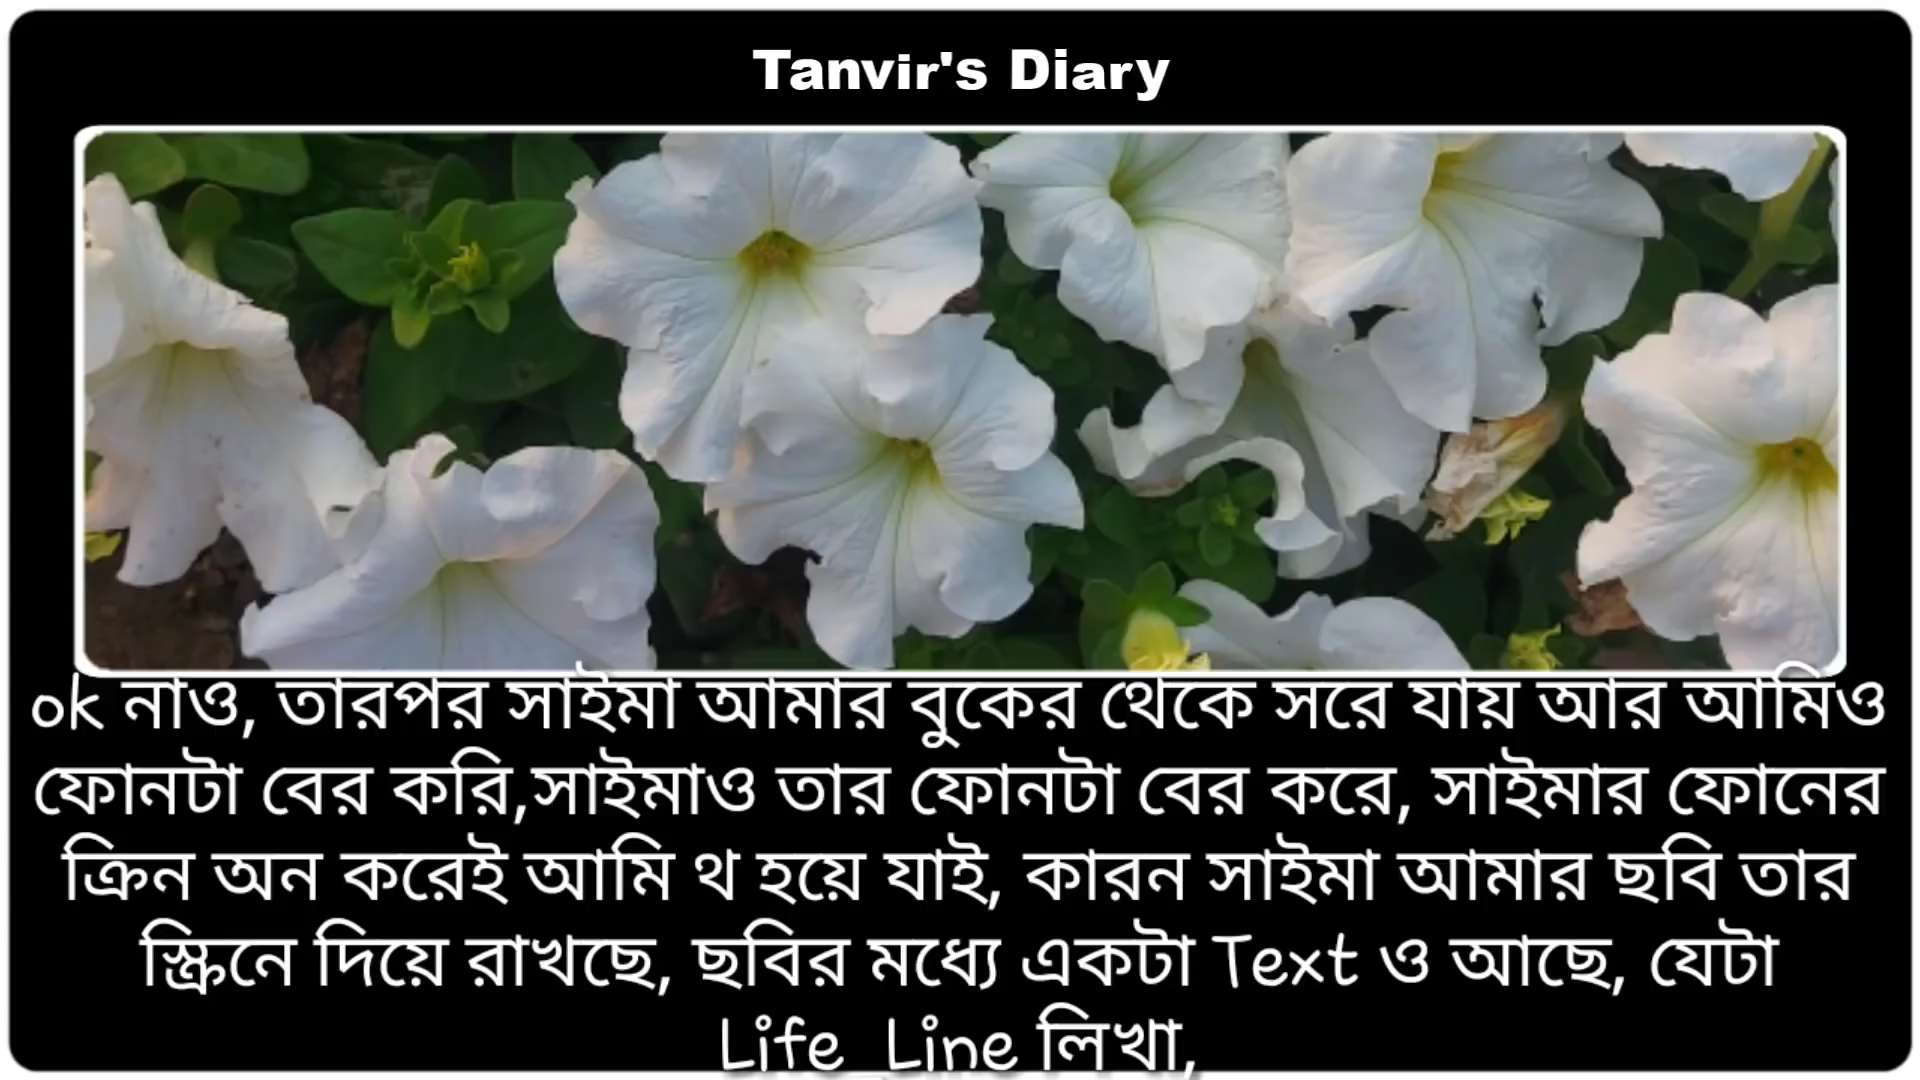 Tanvir's Diary
ok নাও, তারপর সাইমা আমার বুকের থেকে সরে যায় আর আমিও
ফোনটা বের করি,সাইমাও তার ফোনটা বের করে, সাইমার ফোনের
ক্রিন অন করেই আমি থ হয়ে যাই, কারন সাইমা আমার ছবি তার
স্ক্রিনে দিয়ে রাখছে, ছবির মধ্যে একটা Text ও আছে, যেটা
Life Line লিখা,